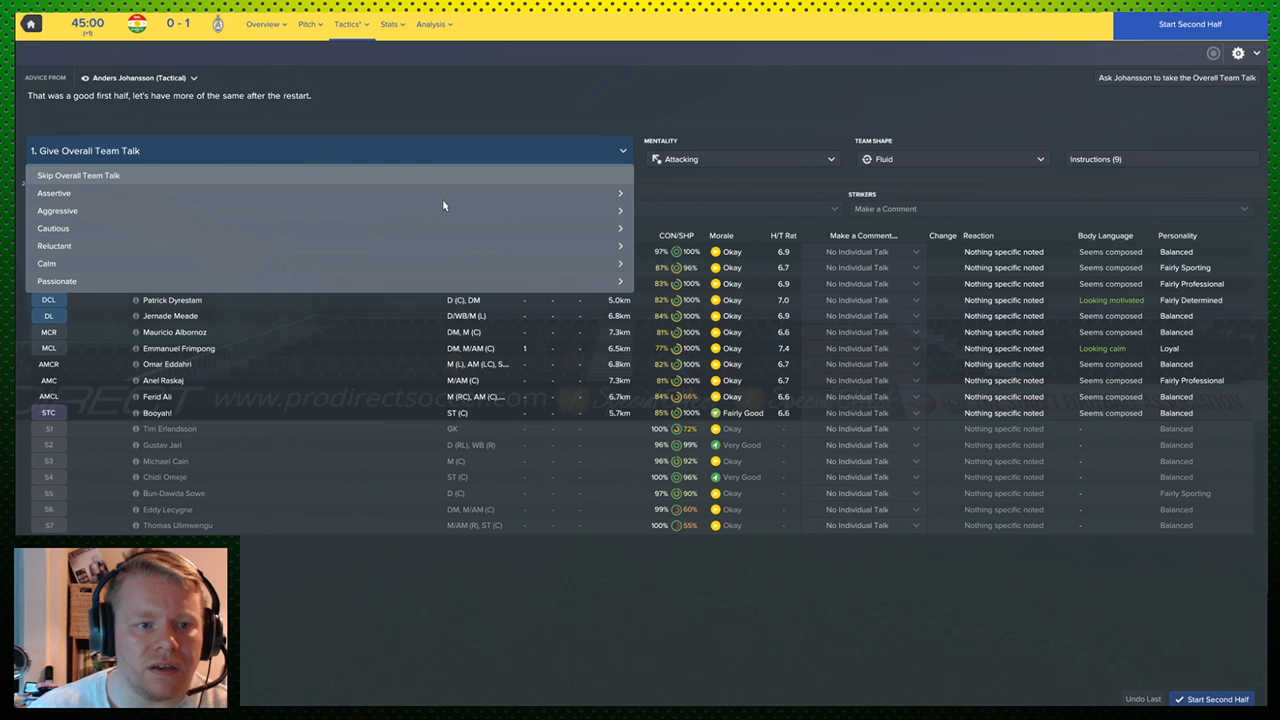 45:00 0 - 1 Overview Pitch Tactics* Stats Analysis Start Second Half
(+1)
ADVICE FROM Anders Johansson (Tactical) Ask Johansson to take the Overall Team Talk
That was a good first half, let's have more of the same after the restart.
1. Give Overall Team Talk
MENTALITY TEAM SHAPE
Attacking Fluid Instructions (9)
Skip Overall Team Talk
Assertive
Aggressive
Cautious
Reluctant
Calm
Passionate
STRIKERS
Make a Comment
CON/SHP Morale H/T Rat Make a Comment... Change Reaction Body Language Personality
97% 100% Okay 6.9 No Individual Talk Nothing specific noted Seems composed Balanced
87% 96% Okay 6.7 No Individual Talk Nothing specific noted Seems composed Fairly Sporting
83% 100% Okay 6.9 No Individual Talk Nothing specific noted Seems composed Fairly Professional
DCL Patrick Dyrestam D (C), DM - - - 5.0km 82% 100% Okay 7.0 No Individual Talk Nothing specific noted Looking motivated Fairly Determined
DL Jernade Meade D/WB/M (L) - - - 6.8km 84% 100% Okay 6.9 No Individual Talk Nothing specific noted Seems composed Balanced
MCR Mauricio Albornoz DM, M (C) - - - 7.3km 81% 100% Okay 6.6 No Individual Talk Nothing specific noted Seems composed Balanced
MCL Emmanuel Frimpong DM, M/AM (C) 1 - - 6.5km 77% 100% Okay 7.4 No Individual Talk Nothing specific noted Looking calm Loyal
AMCR Omar Eddahri M (L), AM (LC), S... - - - 6.8km 82% 100% Okay 6.7 No Individual Talk Nothing specific noted Seems composed Balanced
AMC Anel Raskaj M/AM (C) - - - 7.3km 81% 100% Okay 6.7 No Individual Talk Nothing specific noted Seems composed Fairly Professional
AMCL Ferid Ali M (RC), AM (C),... - - - 6.7km 84% 66% Okay 6.6 No Individual Talk Nothing specific noted Seems composed Balanced
STC Booyah! ST (C) - - - 5.7km 85% 100% Fairly Good 6.6 No Individual Talk Nothing specific noted Seems composed Balanced
S1 Tim Erlandsson GK - - - 100% 72% Okay - No Individual Talk Nothing specific noted - Balanced
S2 Gustav Jarl D (RL), WB (R) - - - 96% 99% Very Good - No Individual Talk Nothing specific noted - Balanced
S3 Michael Cain M (C) - - - 96% 92% Okay - No Individual Talk Nothing specific noted - Balanced
S4 Chidi Omeje ST (C) - - - 100% 96% Very Good - No Individual Talk Nothing specific noted - Balanced
S5 Bun-Dawda Sowe D (C) - - - 97% 90% Okay - No Individual Talk Nothing specific noted - Fairly Sporting
S6 Eddy Lecygne DM, M/AM (C) - - - 99% 60% Okay - No Individual Talk Nothing specific noted - Balanced
S7 Thomas Ulimwengu M/AM (R), ST (C) - - - 100% 55% Okay - No Individual Talk Nothing specific noted - Balanced
www.prodirectsoccer.com
Undo Last Start Second Half